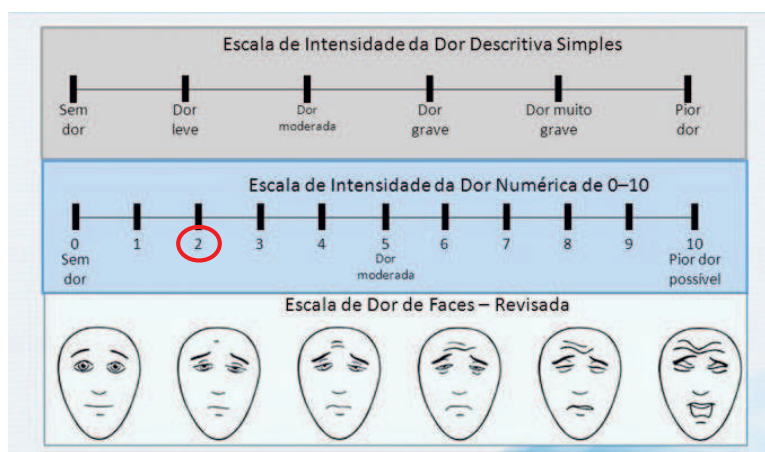 Escala de Intensidade da Dor Descritiva Simples
Sem dor
Dor leve
Dor moderada
Dor grave
Dor muito grave
Pior dor
Escala de Intensidade da Dor Numérica de 0–10
0 1 2 3 4 5 6 7 8 9 10
Sem dor
Dor moderada
Pior dor possível
Escala de Dor de Faces – Revisada